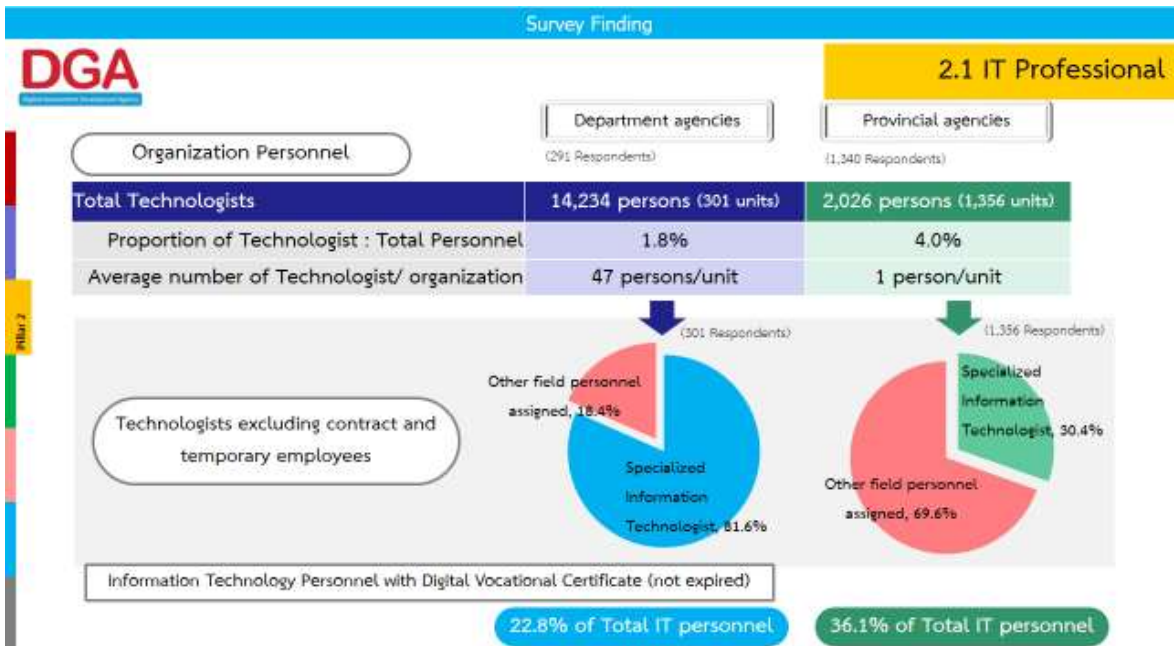 Survey Finding
DGA
2.1 IT Professional
Department agencies
Provincial agencies
Organization Personnel
(291 Respondents)
(1,340 Respondents)
Total Technologists
14,234 persons (301 units)
2,026 persons (1,356 units)
Proportion of Technologist : Total Personnel
1.8%
4.0%
Average number of Technologist/ organization
47 persons/unit
1 person/unit
Pillar 2
(301 Respondents)
(1,356 Respondents)
Technologists excluding contract and
temporary employees
Other field personnel
assigned, 18.4%
Specialized
Information
Technologist, 81.6%
Specialized
Information
Technologist, 30.4%
Other field personnel
assigned, 69.6%
Information Technology Personnel with Digital Vocational Certificate (not expired)
22.8% of Total IT personnel
36.1% of Total IT personnel